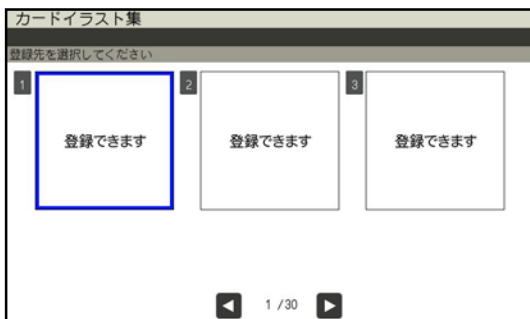 カードイラスト集
登録先を選択してください
1 2 3
登録できます 登録できます 登録できます
1 /30